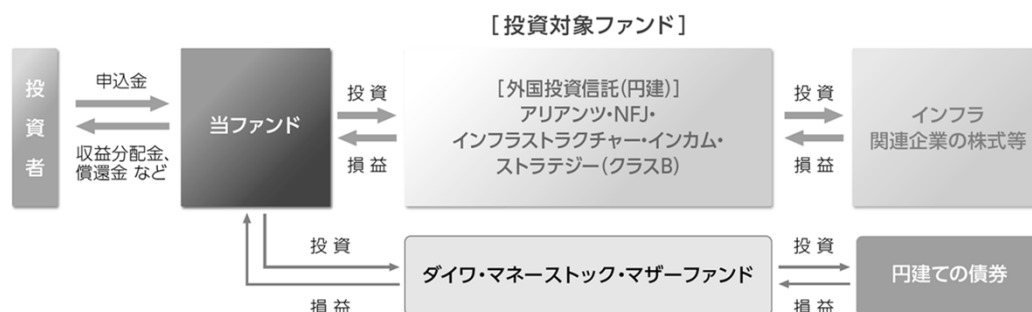 [投資対象ファンド]
投資者
申込金
収益分配金、
償還金 など
当ファンド
投資
損益
[外国投資信託(円建)]
アリアンツ・NFJ・
インフラストラクチャー・インカム・
ストラテジー(クラスB)
投資
損益
インフラ
関連企業の株式等
投資
損益
ダイワ・マネーストック・マザーファンド
投資
損益
円建ての債券